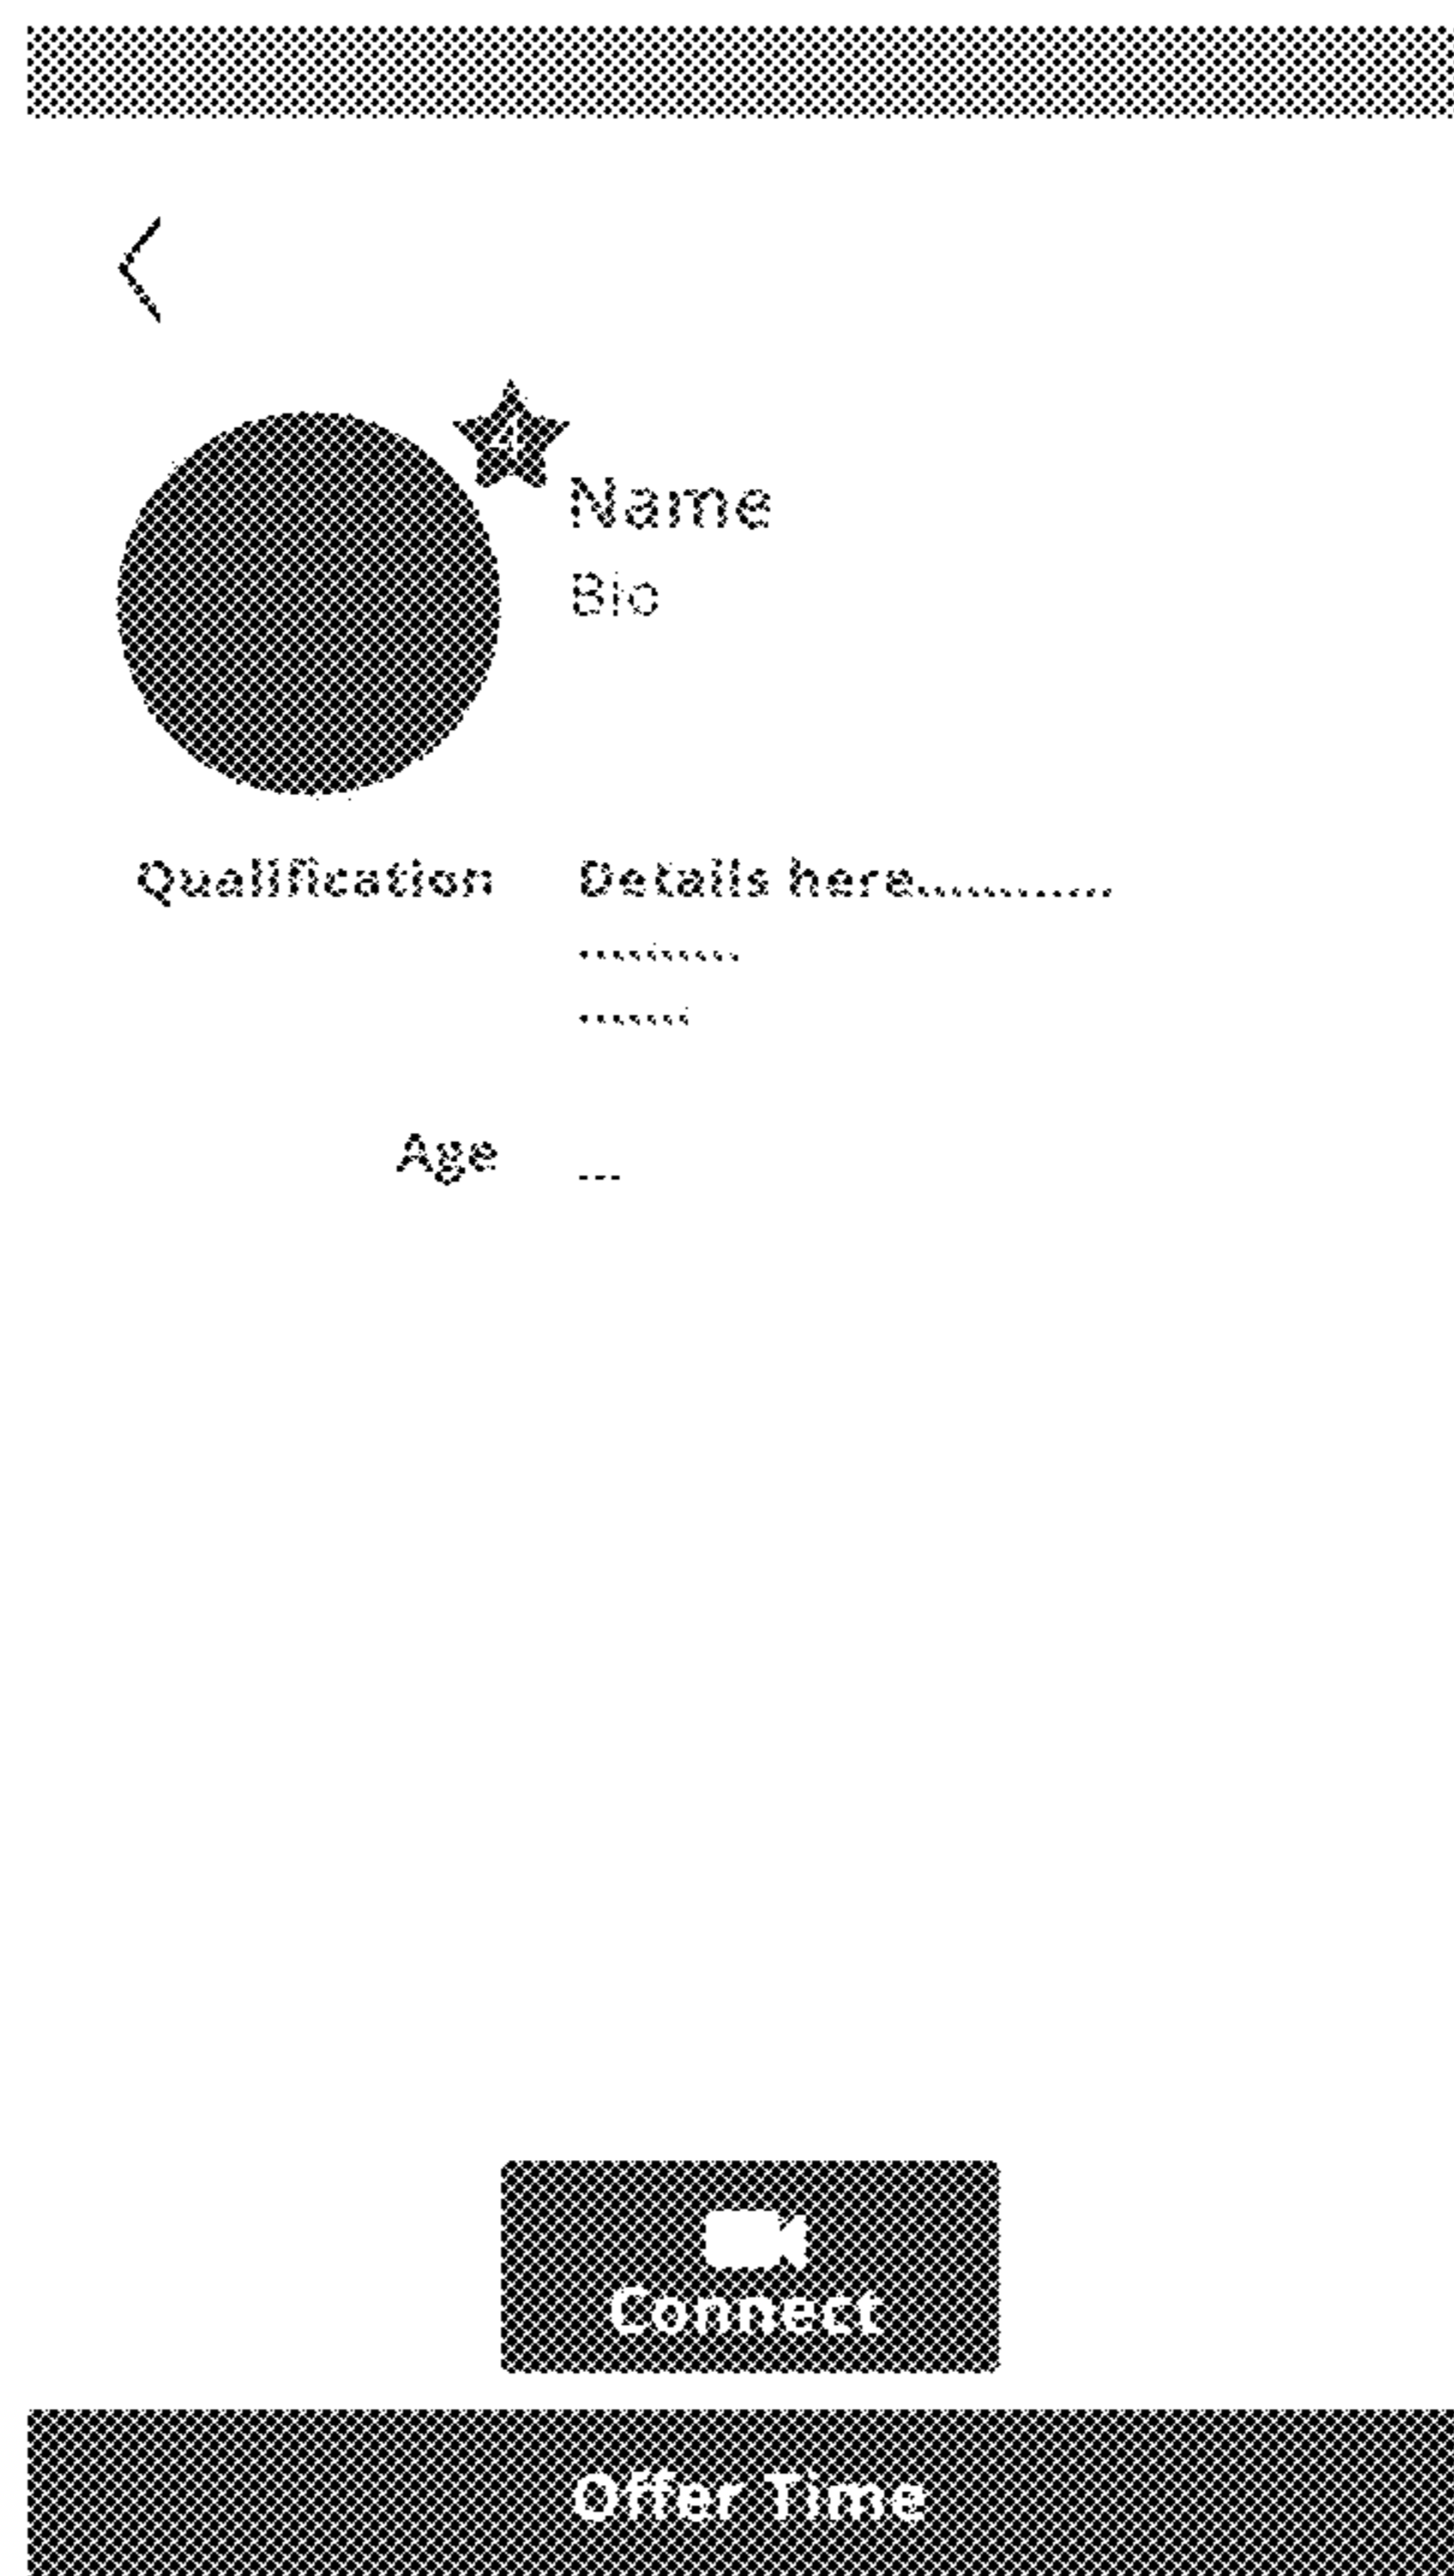 4
Name
Bio
Qualification Details here............
..........
.......
Age ---
Connect
Offer Time